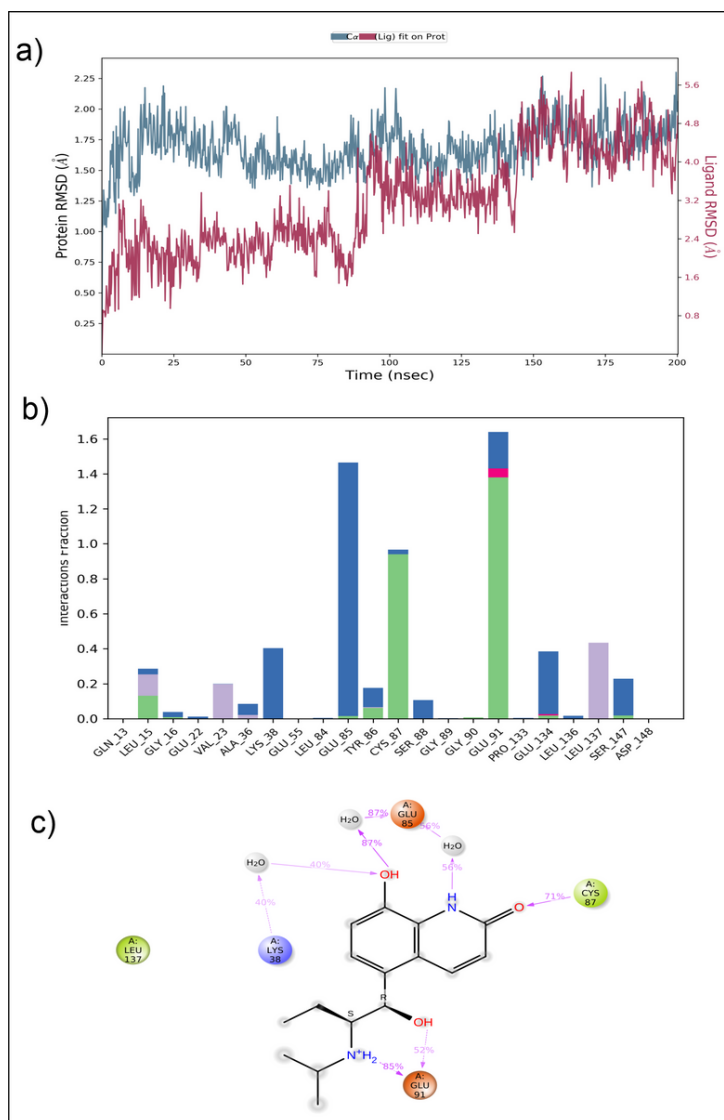 a)
Cα (Lig) fit on Prot
Protein RMSD (Å)
2.25
2.00
1.75
1.50
1.25
1.00
0.75
0.50
0.25
Ligand RMSD (Å)
5.6
4.8
4.0
3.2
2.4
1.6
0.8
0 25 50 75 100 125 150 175 200
Time (nsec)
b)
Interactions Fraction
1.6
1.4
1.2
1.0
0.8
0.6
0.4
0.2
0.0
GLN_13 LEU_15 GLY_16 GLU_22 VAL_23 ALA_36 LYS_38 GLU_55 LEU_84 GLU_85 TYR_86 CYS_87 SER_88 GLY_89 GLY_90 GLU_91 PRO_133 GLU_134 LEU_136 LEU_137 SER_147 ASP_148
c)
H₂O 87% A: GLU 85
87% 56% H₂O
H₂O 40% OH 56% 71% A: CYS 87
40% NH O
A: LEU 137
A: LYS 38
R
S
OH
N⁺H₂ 85% 52%
A: GLU 91